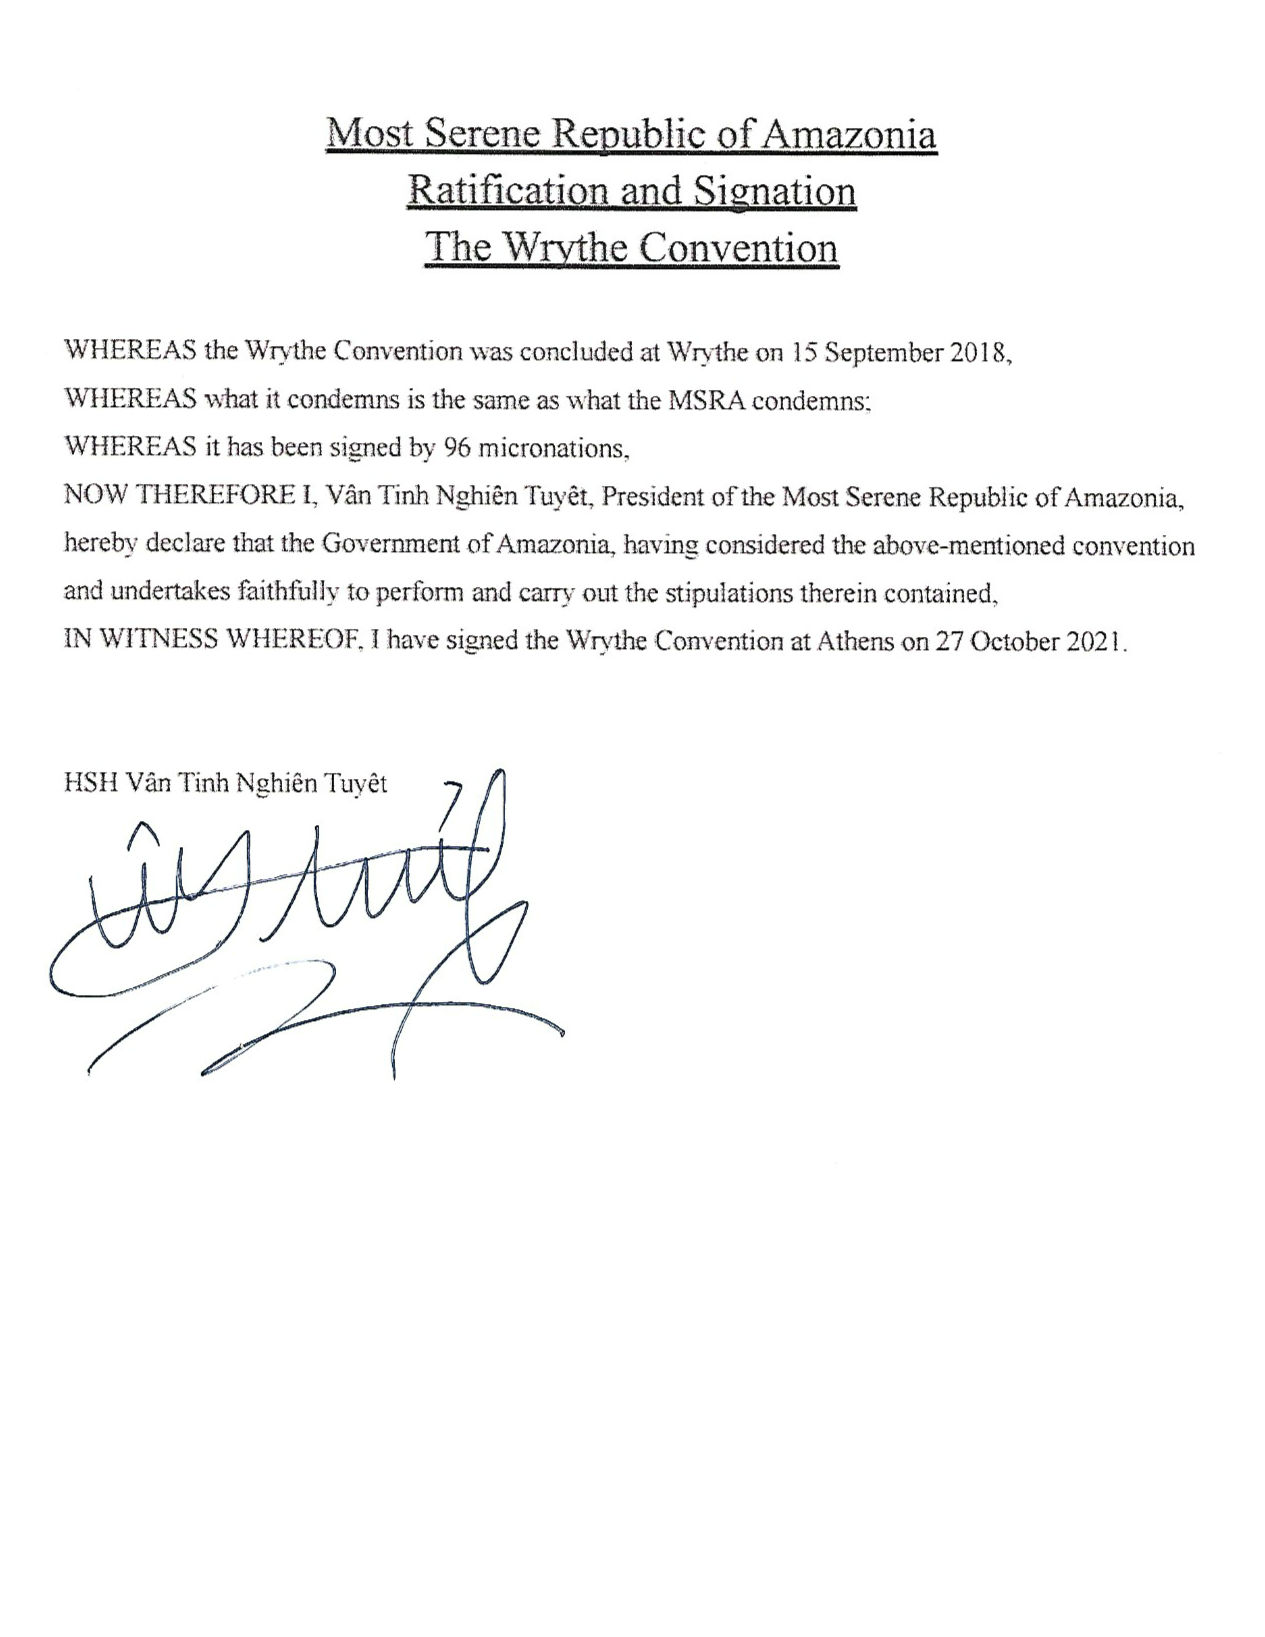 Most Serene Republic of Amazonia
Ratification and Signation
The Wrythe Convention
WHEREAS the Wrythe Convention was concluded at Wrythe on 15 September 2018,
WHEREAS what it condemns is the same as what the MSRA condemns;
WHEREAS it has been signed by 96 micronations,
NOW THEREFORE I, Vân Tinh Nghiên Tuyêt, President of the Most Serene Republic of Amazonia,
hereby declare that the Government of Amazonia, having considered the above-mentioned convention
and undertakes faithfully to perform and carry out the stipulations therein contained,
IN WITNESS WHEREOF, I have signed the Wrythe Convention at Athens on 27 October 2021.
HSH Vân Tinh Nghiên Tuyêt